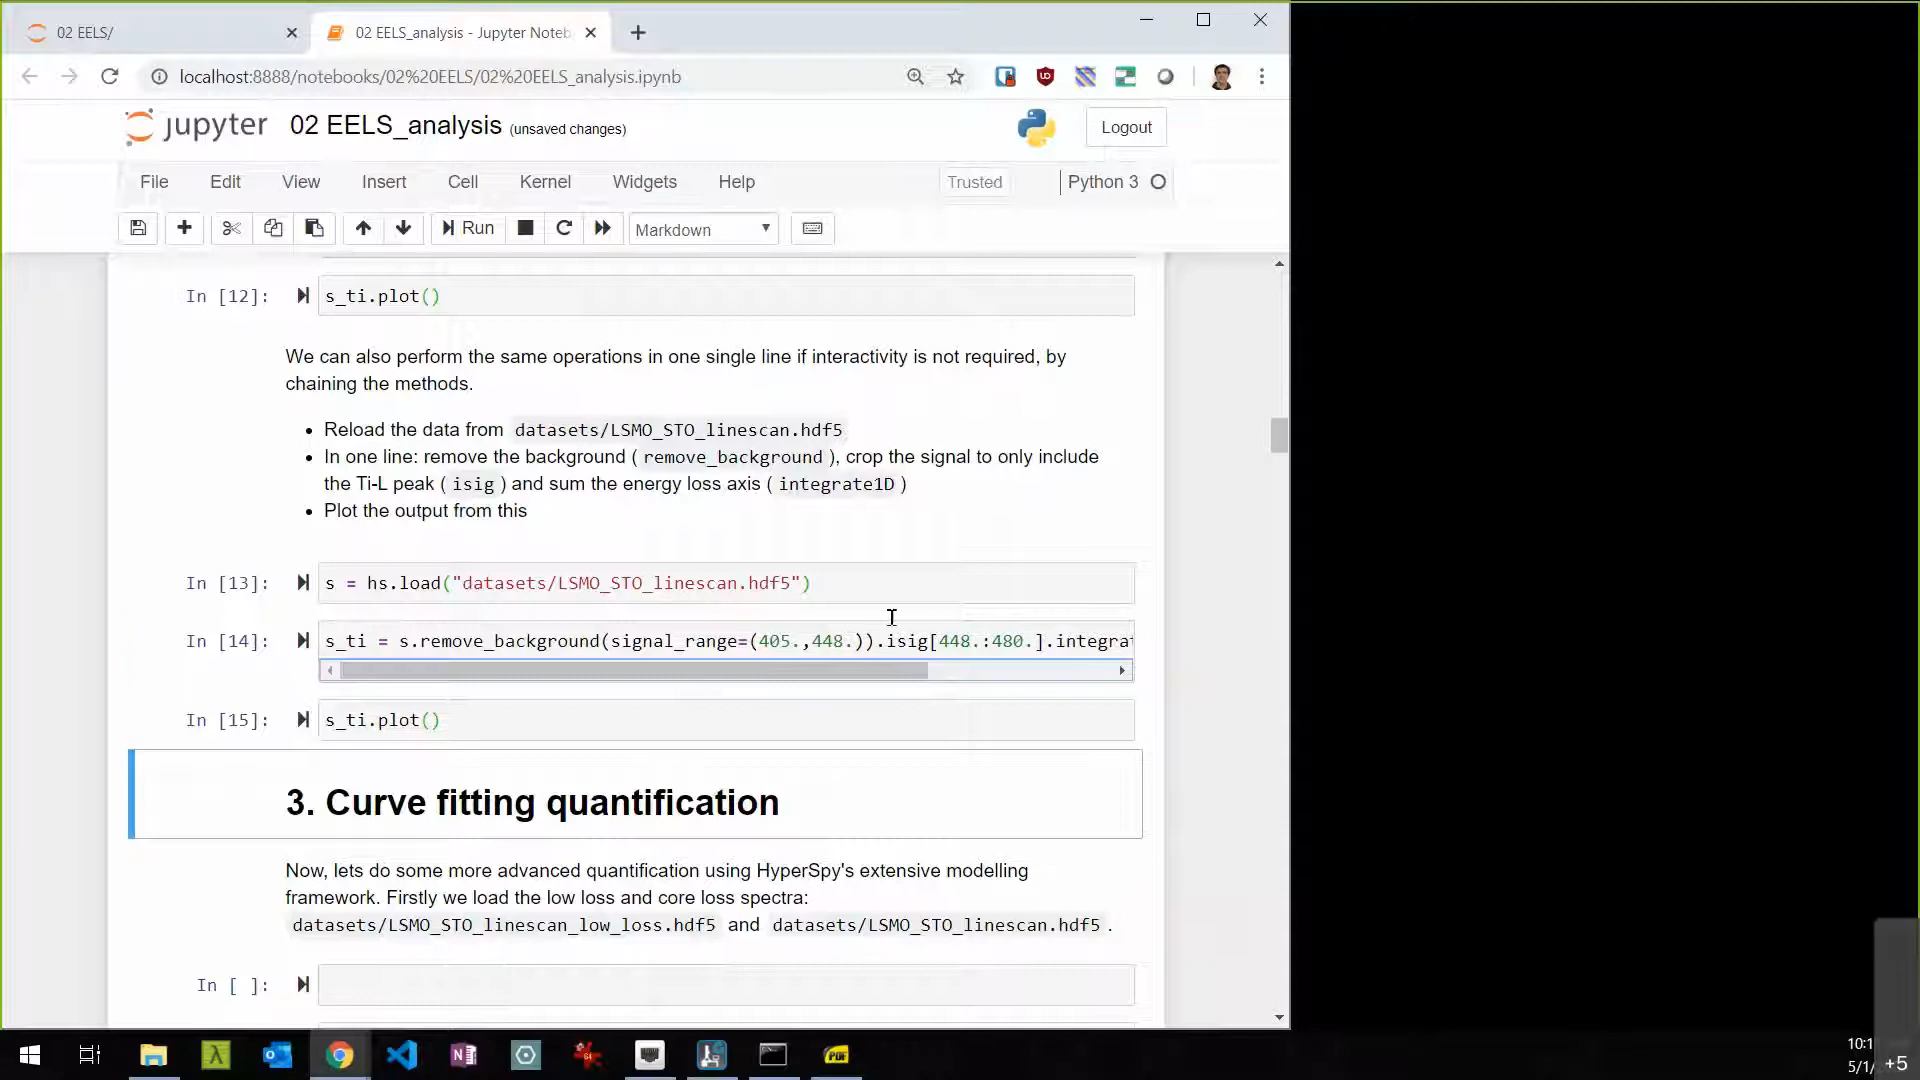 02 EELS/
02 EELS_analysis - Jupyter Noteb
localhost:8888/notebooks/02%20EELS/02%20EELS_analysis.ipynb
jupyter 02 EELS_analysis (unsaved changes)
Logout
File Edit View Insert Cell Kernel Widgets Help
Trusted
Python 3
Run
Markdown
In [12]: s_ti.plot()
We can also perform the same operations in one single line if interactivity is not required, by
chaining the methods.
• Reload the data from datasets/LSMO_STO_linescan.hdf5
• In one line: remove the background ( remove_background ), crop the signal to only include
the Ti-L peak ( isig ) and sum the energy loss axis ( integrate1D )
• Plot the output from this
In [13]: s = hs.load("datasets/LSMO_STO_linescan.hdf5")
In [14]: s_ti = s.remove_background(signal_range=(405.,448.)).isig[448.:480.].integrat
In [15]: s_ti.plot()
3. Curve fitting quantification
Now, lets do some more advanced quantification using HyperSpy's extensive modelling
framework. Firstly we load the low loss and core loss spectra:
datasets/LSMO_STO_linescan_low_loss.hdf5 and datasets/LSMO_STO_linescan.hdf5 .
In [ ]:
PDF
10:1
5/1/
+5